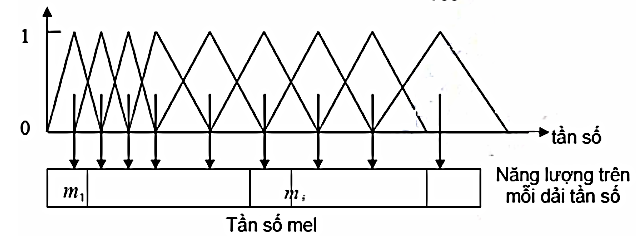 1
0
tần số
m₁
mᵢ
Năng lượng trên
mỗi dải tần số
Tần số mel